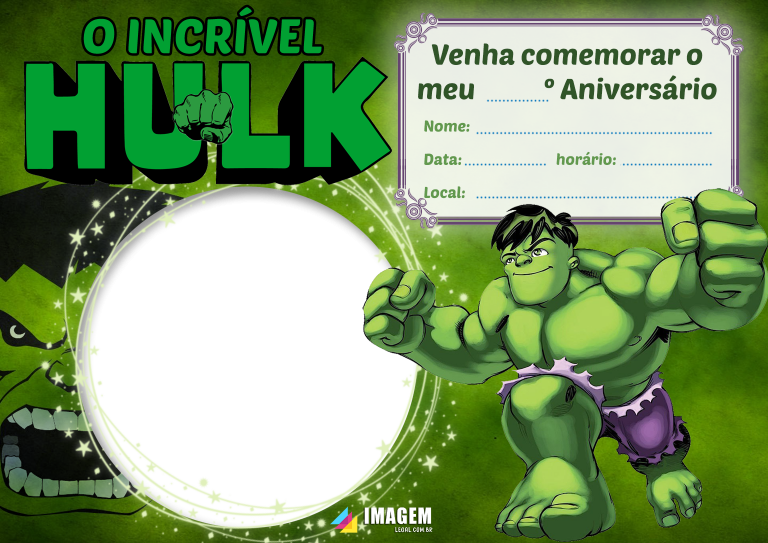 O INCRÍVEL
HULK
Venha comemorar o
meu ............... º Aniversário
Nome: ...............
Data: ............... horário: ...............
Local: ...............
IMAGEM
LEGAL.COM.BR